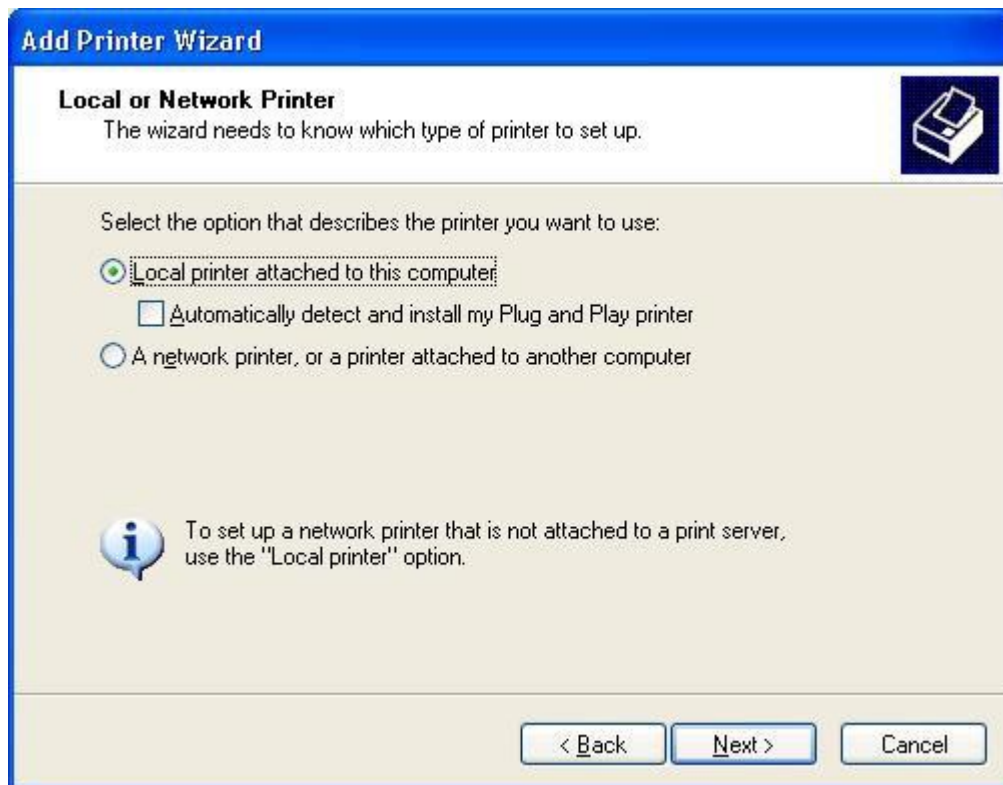 Add Printer Wizard
Local or Network Printer
The wizard needs to know which type of printer to set up.
Select the option that describes the printer you want to use:
Local printer attached to this computer
Automatically detect and install my Plug and Play printer
A network printer, or a printer attached to another computer
To set up a network printer that is not attached to a print server,
use the "Local printer" option.
< Back Next > Cancel